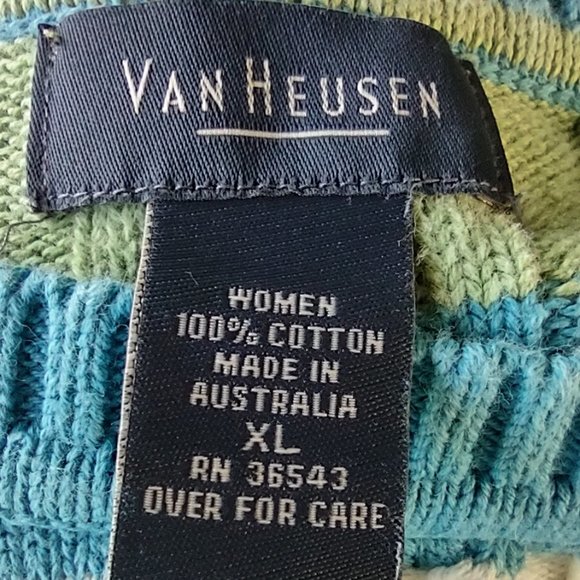 VAN HEUSEN
WOMEN
100% COTTON
MADE IN
AUSTRALIA
XL
RN 36543
OVER FOR CARE